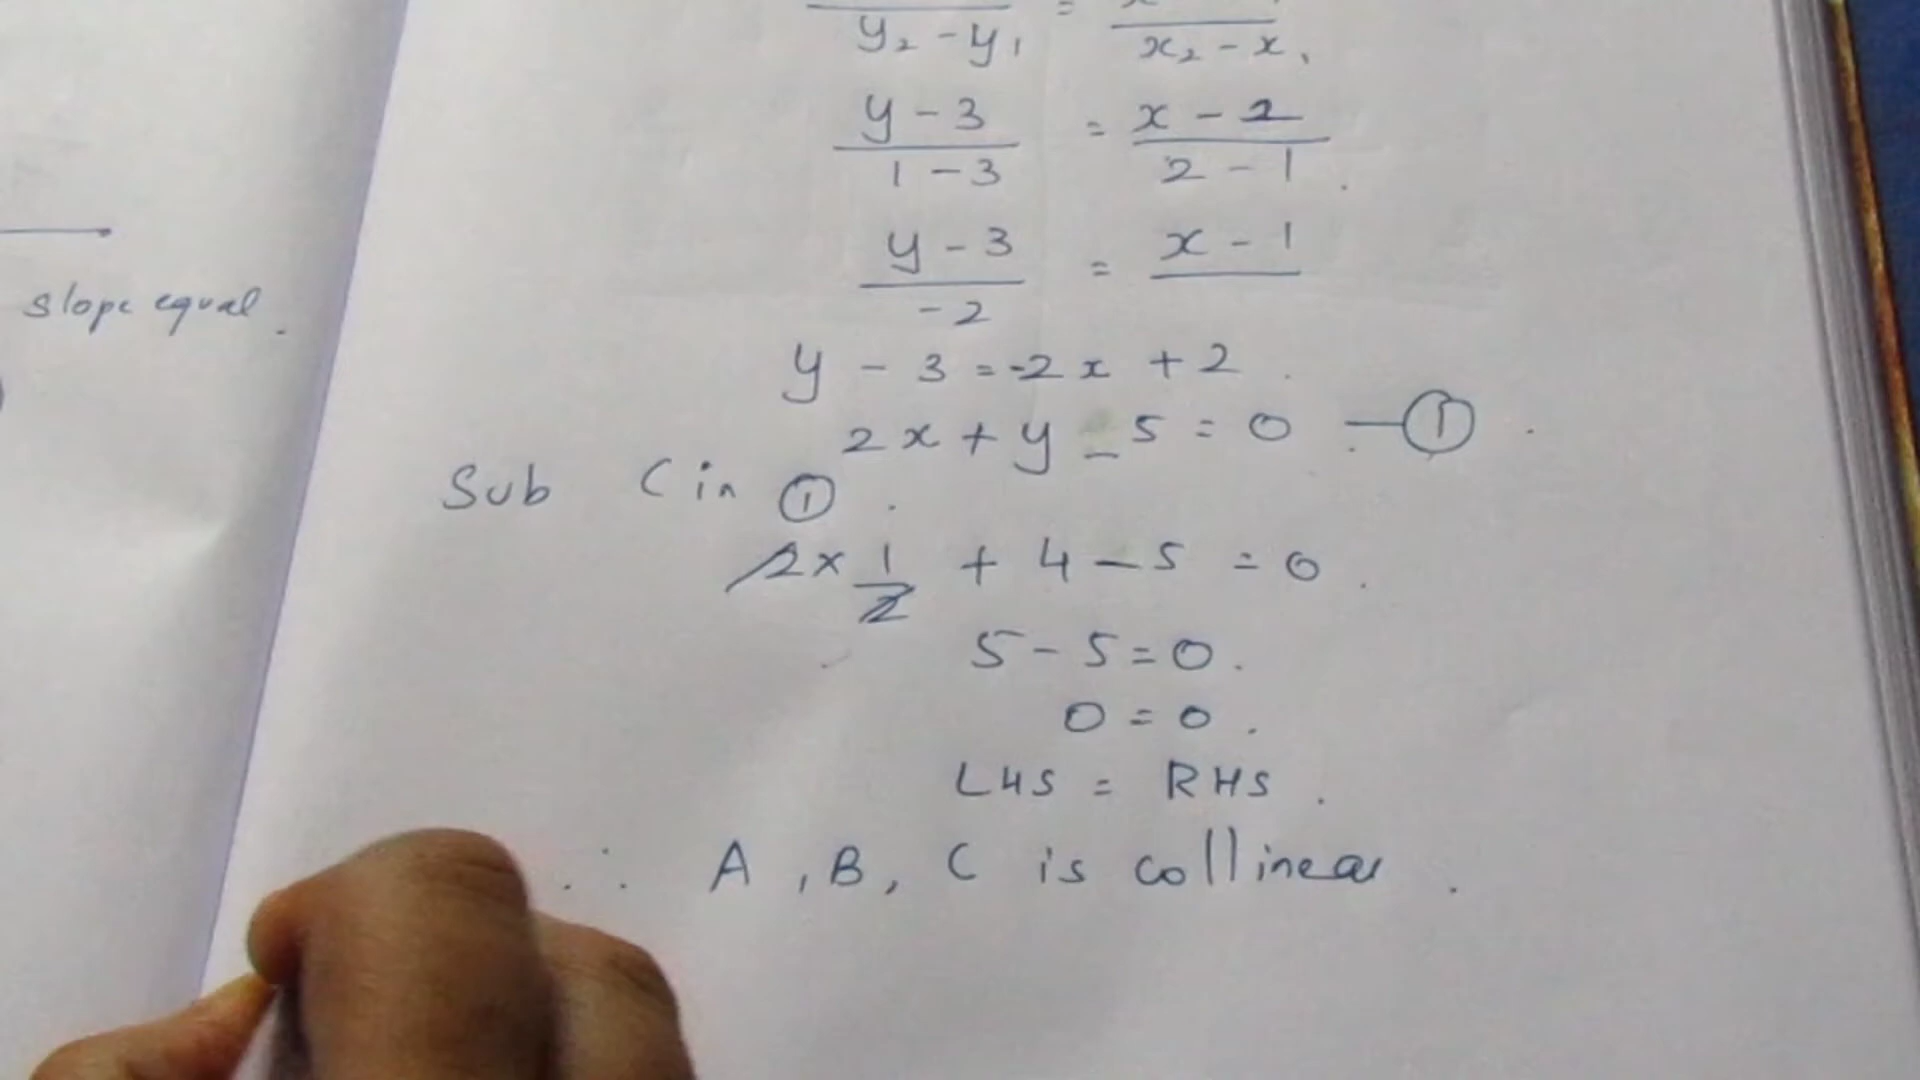 slope equal.
y₂ - y₁ = x₂ - x₁
y - 3 = x - 2
1 - 3   2 - 1.
y - 3 = x - 1
-2
y - 3 = -2x + 2.
2x + y - 5 = 0 — ①.
Sub C in ①.
2 x 1/2 + 4 - 5 = 0.
5 - 5 = 0.
0 = 0.
LHS = RHS.
∴ A, B, C is collinear.